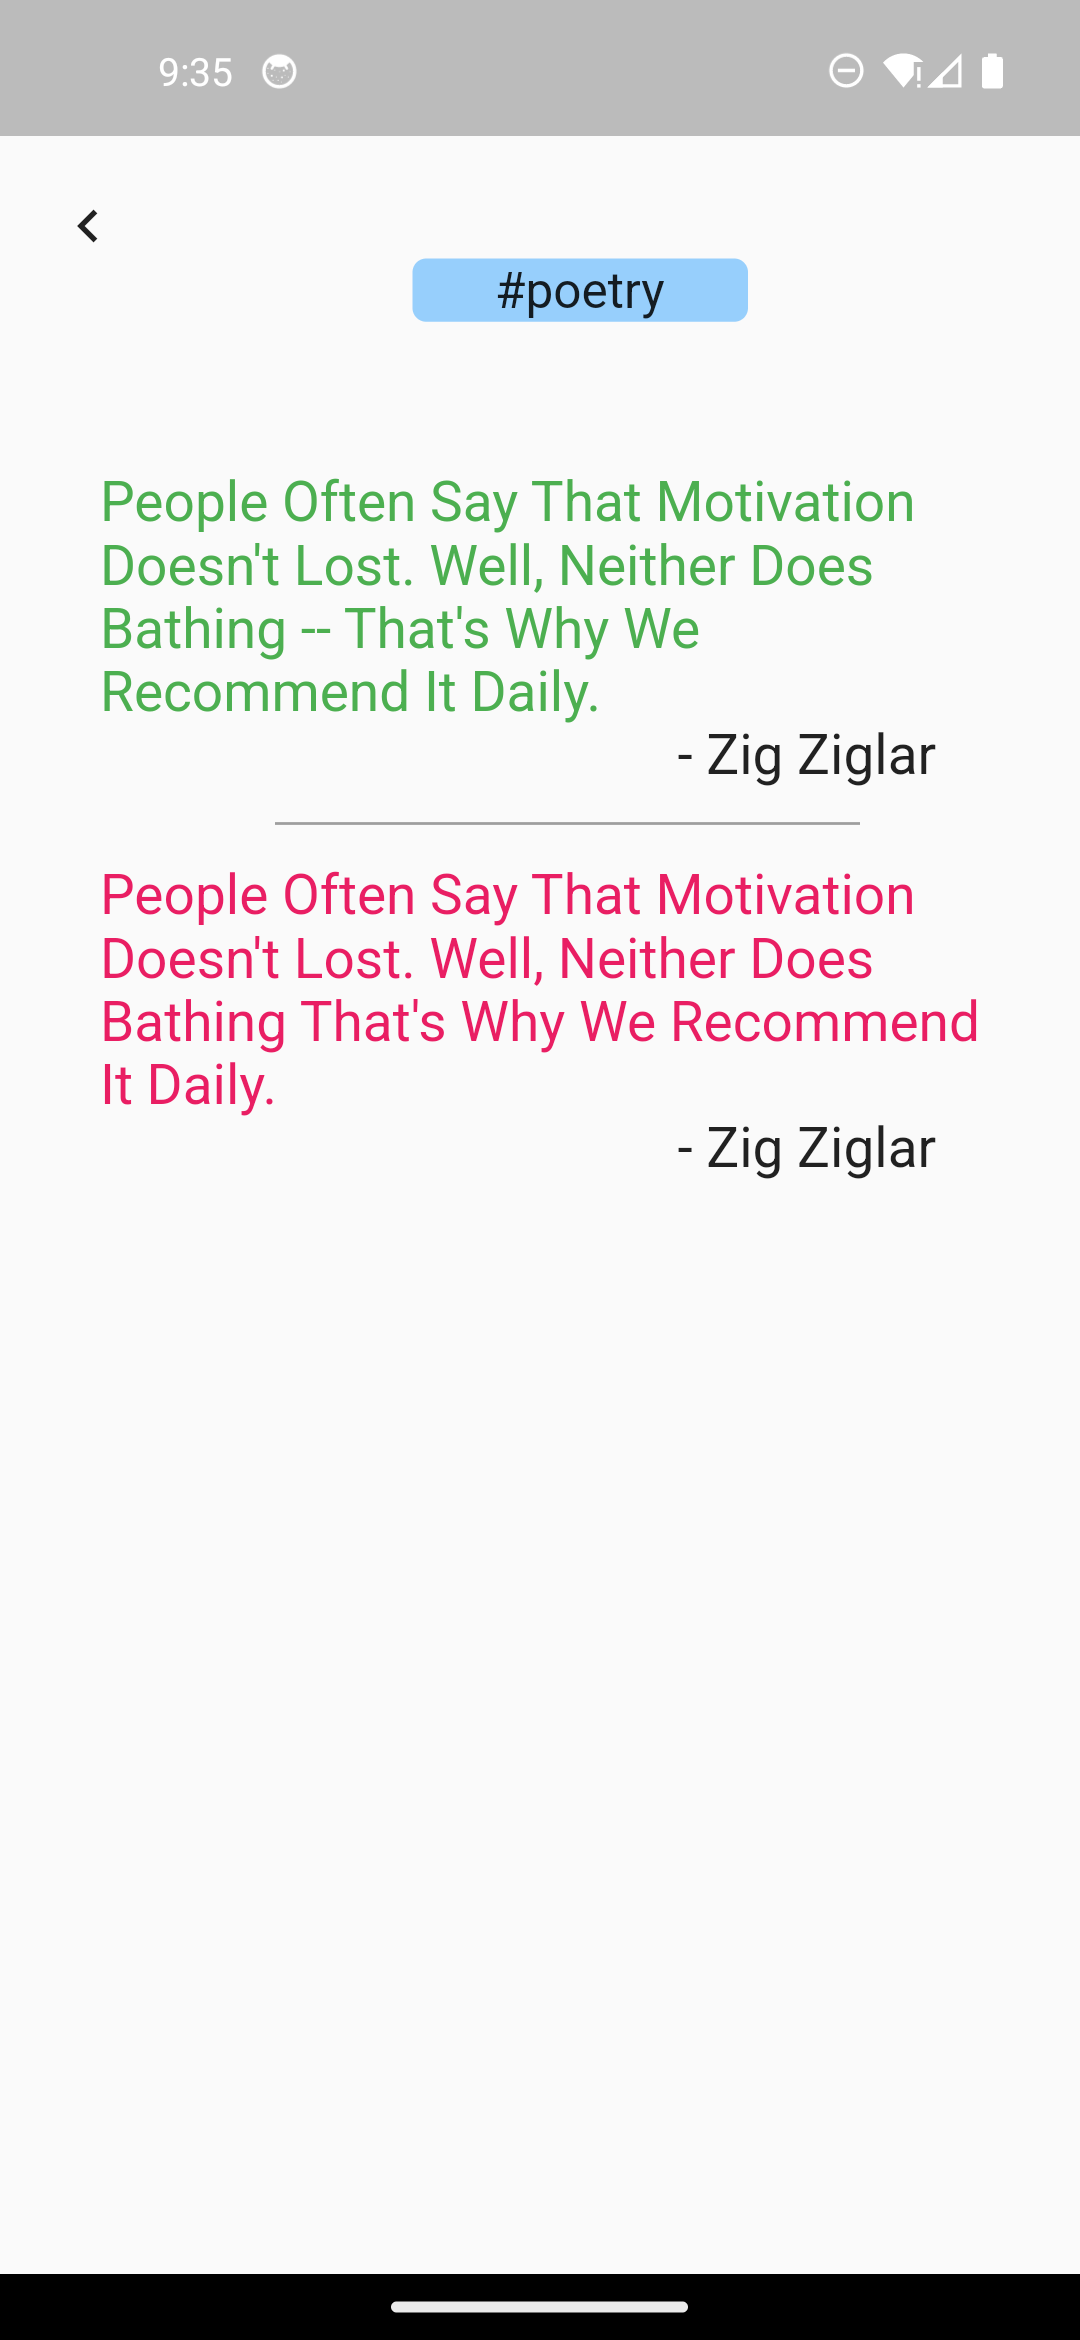 9:35
#poetry
People Often Say That Motivation
Doesn't Lost. Well, Neither Does
Bathing -- That's Why We
Recommend It Daily.
- Zig Ziglar
People Often Say That Motivation
Doesn't Lost. Well, Neither Does
Bathing That's Why We Recommend
It Daily.
- Zig Ziglar